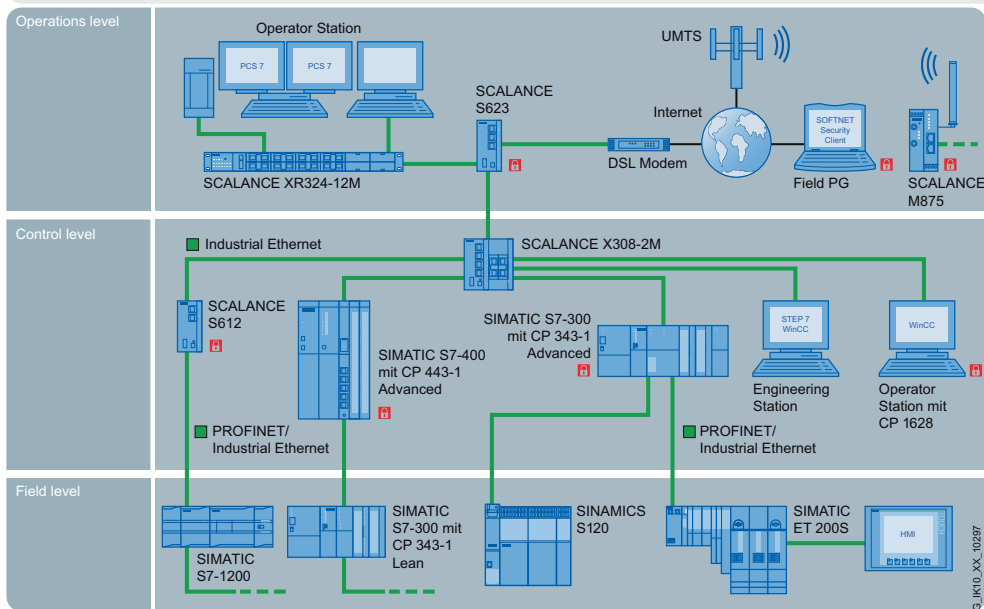 Operations level
Operator Station
PCS 7
PCS 7
SCALANCE XR324-12M
SCALANCE
S623
DSL Modem
UMTS
Internet
SOFTNET
Security
Client
Field PG
SCALANCE
M875
Control level
Industrial Ethernet
SCALANCE X308-2M
SCALANCE
S612
SIMATIC S7-400
mit CP 443-1
Advanced
SIMATIC S7-300
mit CP 343-1
Advanced
STEP 7
WinCC
Engineering
Station
WinCC
Operator
Station mit
CP 1628
PROFINET/
Industrial Ethernet
PROFINET/
Industrial Ethernet
Field level
SIMATIC
S7-1200
SIMATIC
S7-300 mit
CP 343-1
Lean
SINAMICS
S120
SIMATIC
ET 200S
HMI
G_IK10_XX_10297